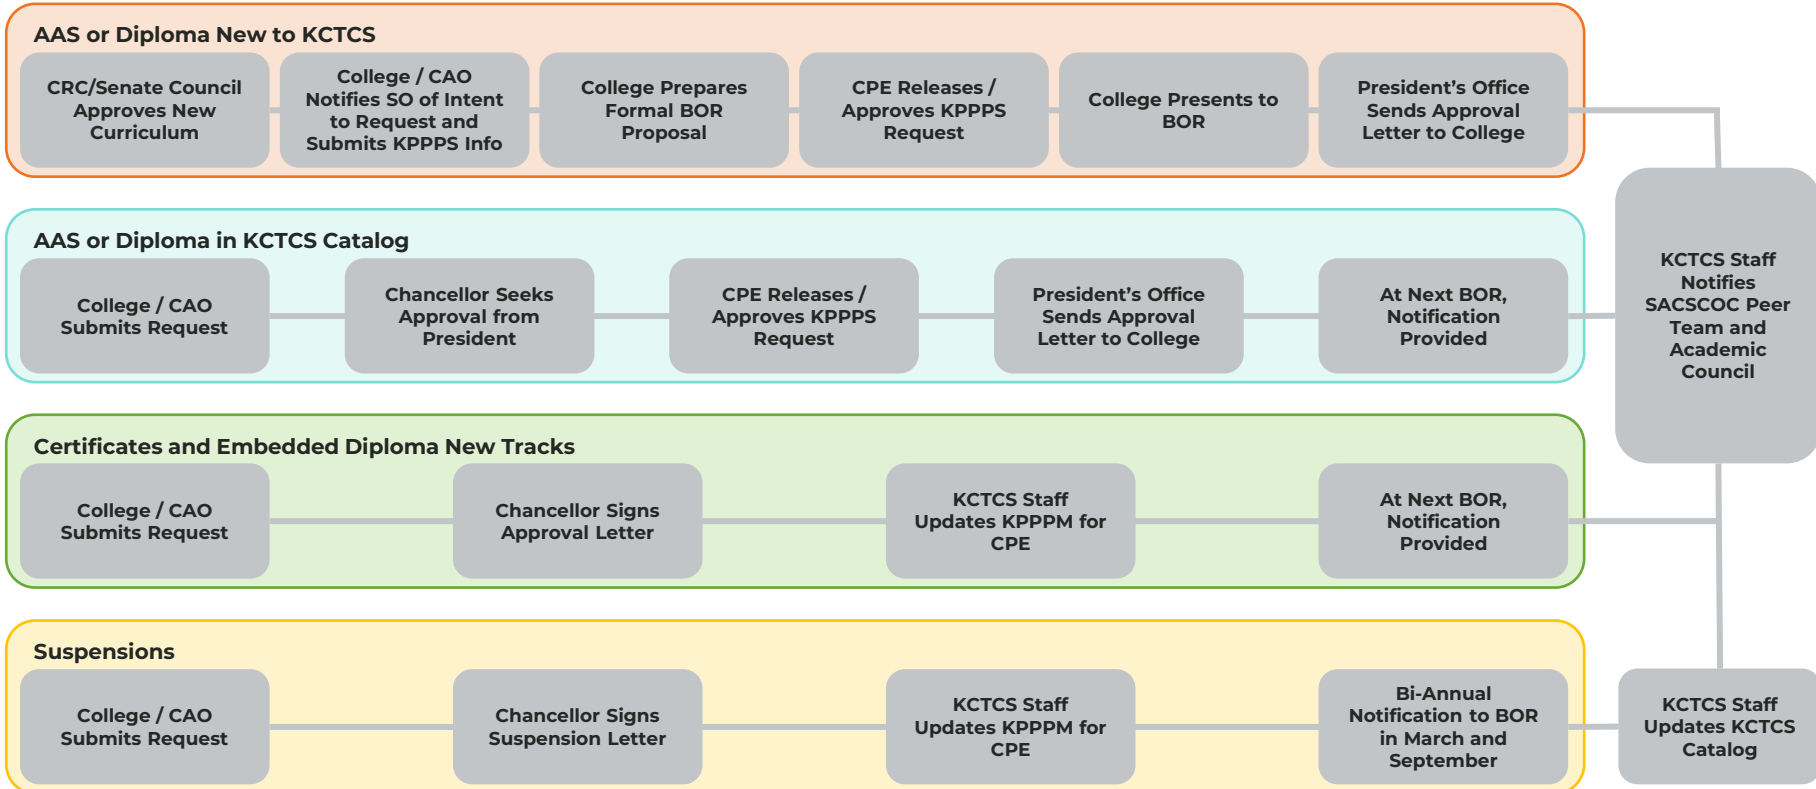 AAS or Diploma New to KCTCS
CRC/Senate Council
Approves New
Curriculum
College / CAO
Notifies SO of Intent
to Request and
Submits KPPPS Info
College Prepares
Formal BOR
Proposal
CPE Releases /
Approves KPPPS
Request
College Presents to
BOR
President's Office
Sends Approval
Letter to College
AAS or Diploma in KCTCS Catalog
College / CAO
Submits Request
Chancellor Seeks
Approval from
President
CPE Releases /
Approves KPPPS
Request
President's Office
Sends Approval
Letter to College
At Next BOR,
Notification
Provided
KCTCS Staff
Notifies
SACSCOC Peer
Team and
Academic
Council
Certificates and Embedded Diploma New Tracks
College / CAO
Submits Request
Chancellor Signs
Approval Letter
KCTCS Staff
Updates KPPPM for
CPE
At Next BOR,
Notification
Provided
Suspensions
College / CAO
Submits Request
Chancellor Signs
Suspension Letter
KCTCS Staff
Updates KPPPM for
CPE
Bi-Annual
Notification to BOR
in March and
September
KCTCS Staff
Updates KCTCS
Catalog